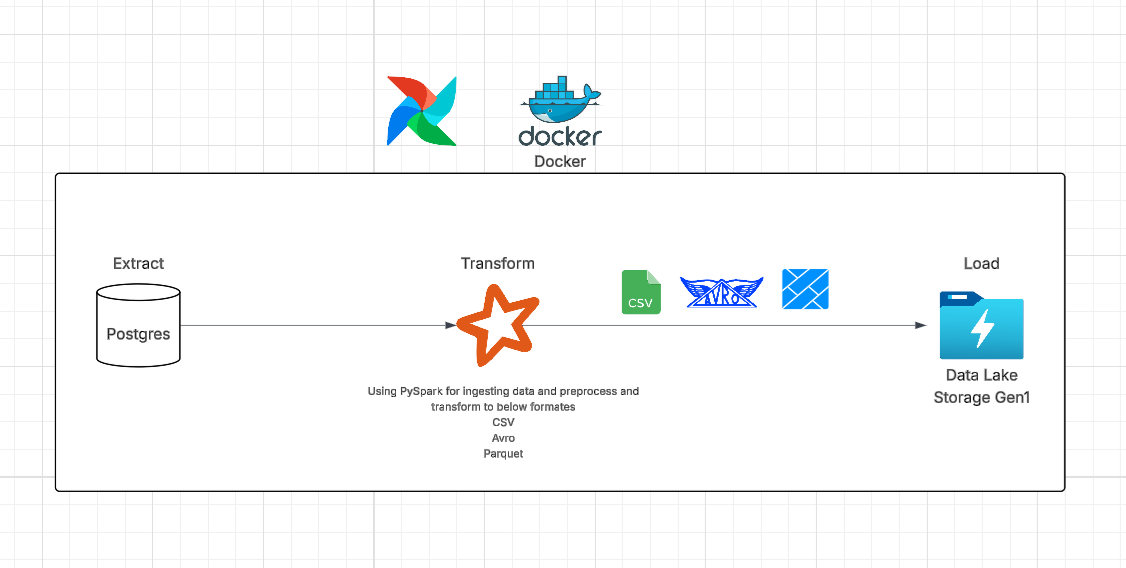 docker
Docker
Extract
Transform
Load
CSV
AVRO
Postgres
Data Lake
Storage Gen1
Using PySpark for ingesting data and preprocess and
transform to below formates
CSV
Avro
Parquet